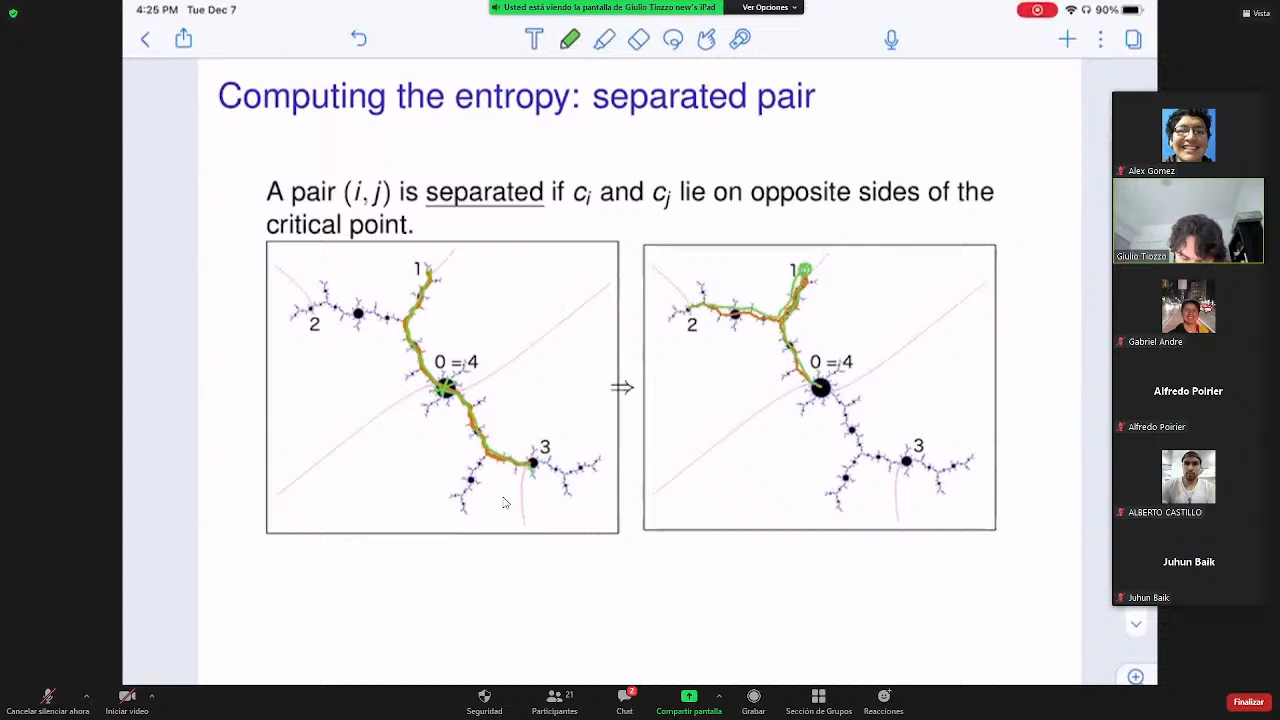 4:25 PM Tue Dec 7
Usted está viendo la pantalla de Giulio Tiozzo new's iPad
Ver Opciones
90%
Vista
Computing the entropy: separated pair
A pair (i, j) is separated if c_i and c_j lie on opposite sides of the
critical point.
1
2
0 = 4
3
⇒
1
2
0 = 4
3
Alex Gomez
Giulio Tiozzo
Gabriel Andre
Alfredo Poirier
Alfredo Poirier
ALBERTO CASTILLO
Juhun Baik
Juhun Baik
Cancelar silenciar ahora
Iniciar video
Seguridad
21
Participantes
2
Chat
Compartir pantalla
Grabar
Sección de Grupos
Reacciones
Finalizar